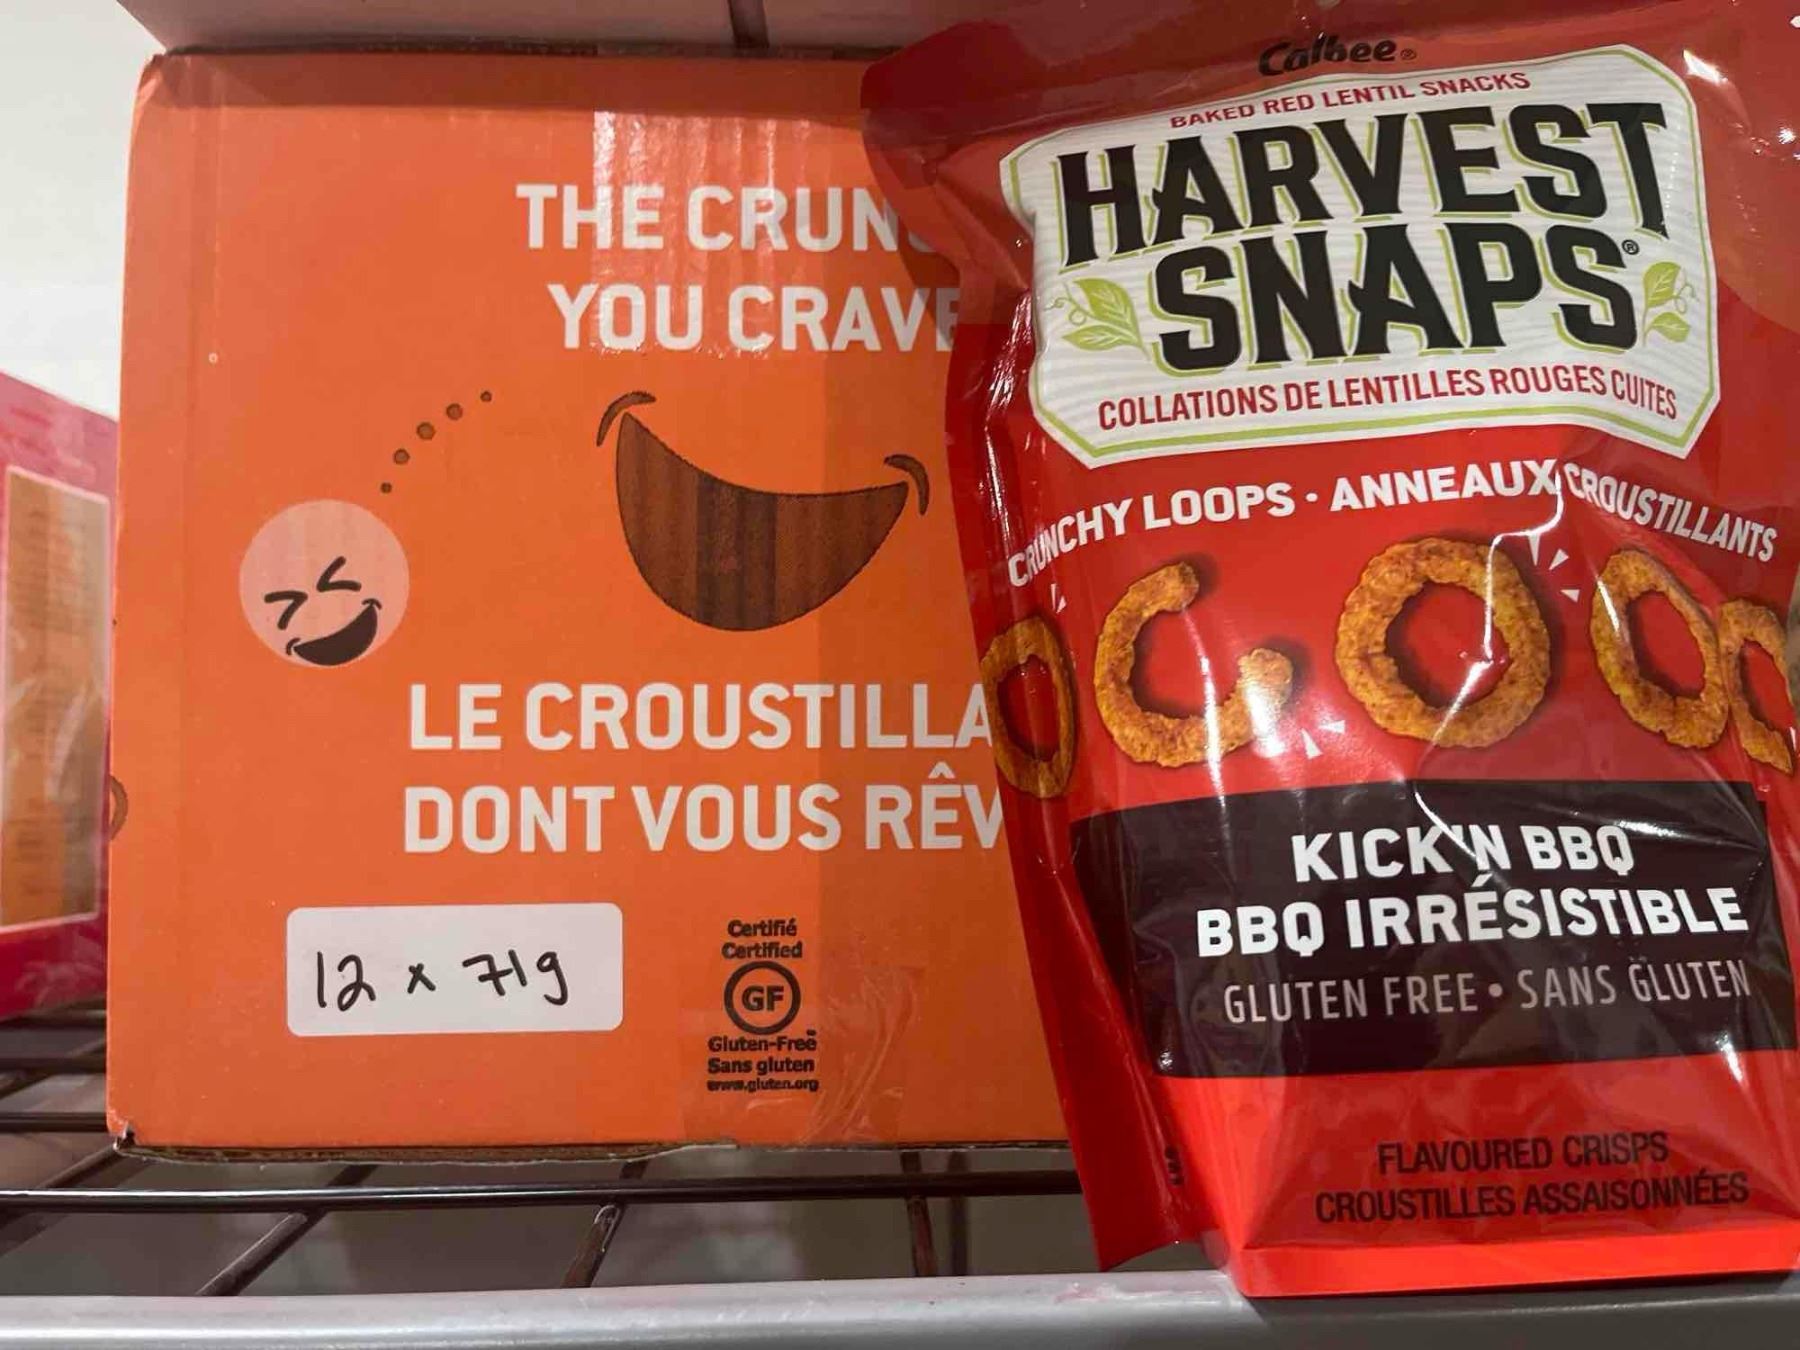 THE CRUN
YOU CRAVE
LE CROUSTILLA
DONT VOUS RÊV
12 x 71g
Certifié
Certified
GF
Gluten-Free
Sans gluten
www.gluten.org
Calbee®
BAKED RED LENTIL SNACKS
HARVEST
SNAPS®
COLLATIONS DE LENTILLES ROUGES CUITES
CRUNCHY LOOPS · ANNEAUX CROUSTILLANTS
KICK'N BBQ
BBQ IRRÉSISTIBLE
GLUTEN FREE • SANS GLUTEN
FLAVOURED CRISPS
CROUSTILLES ASSAISONNÉES